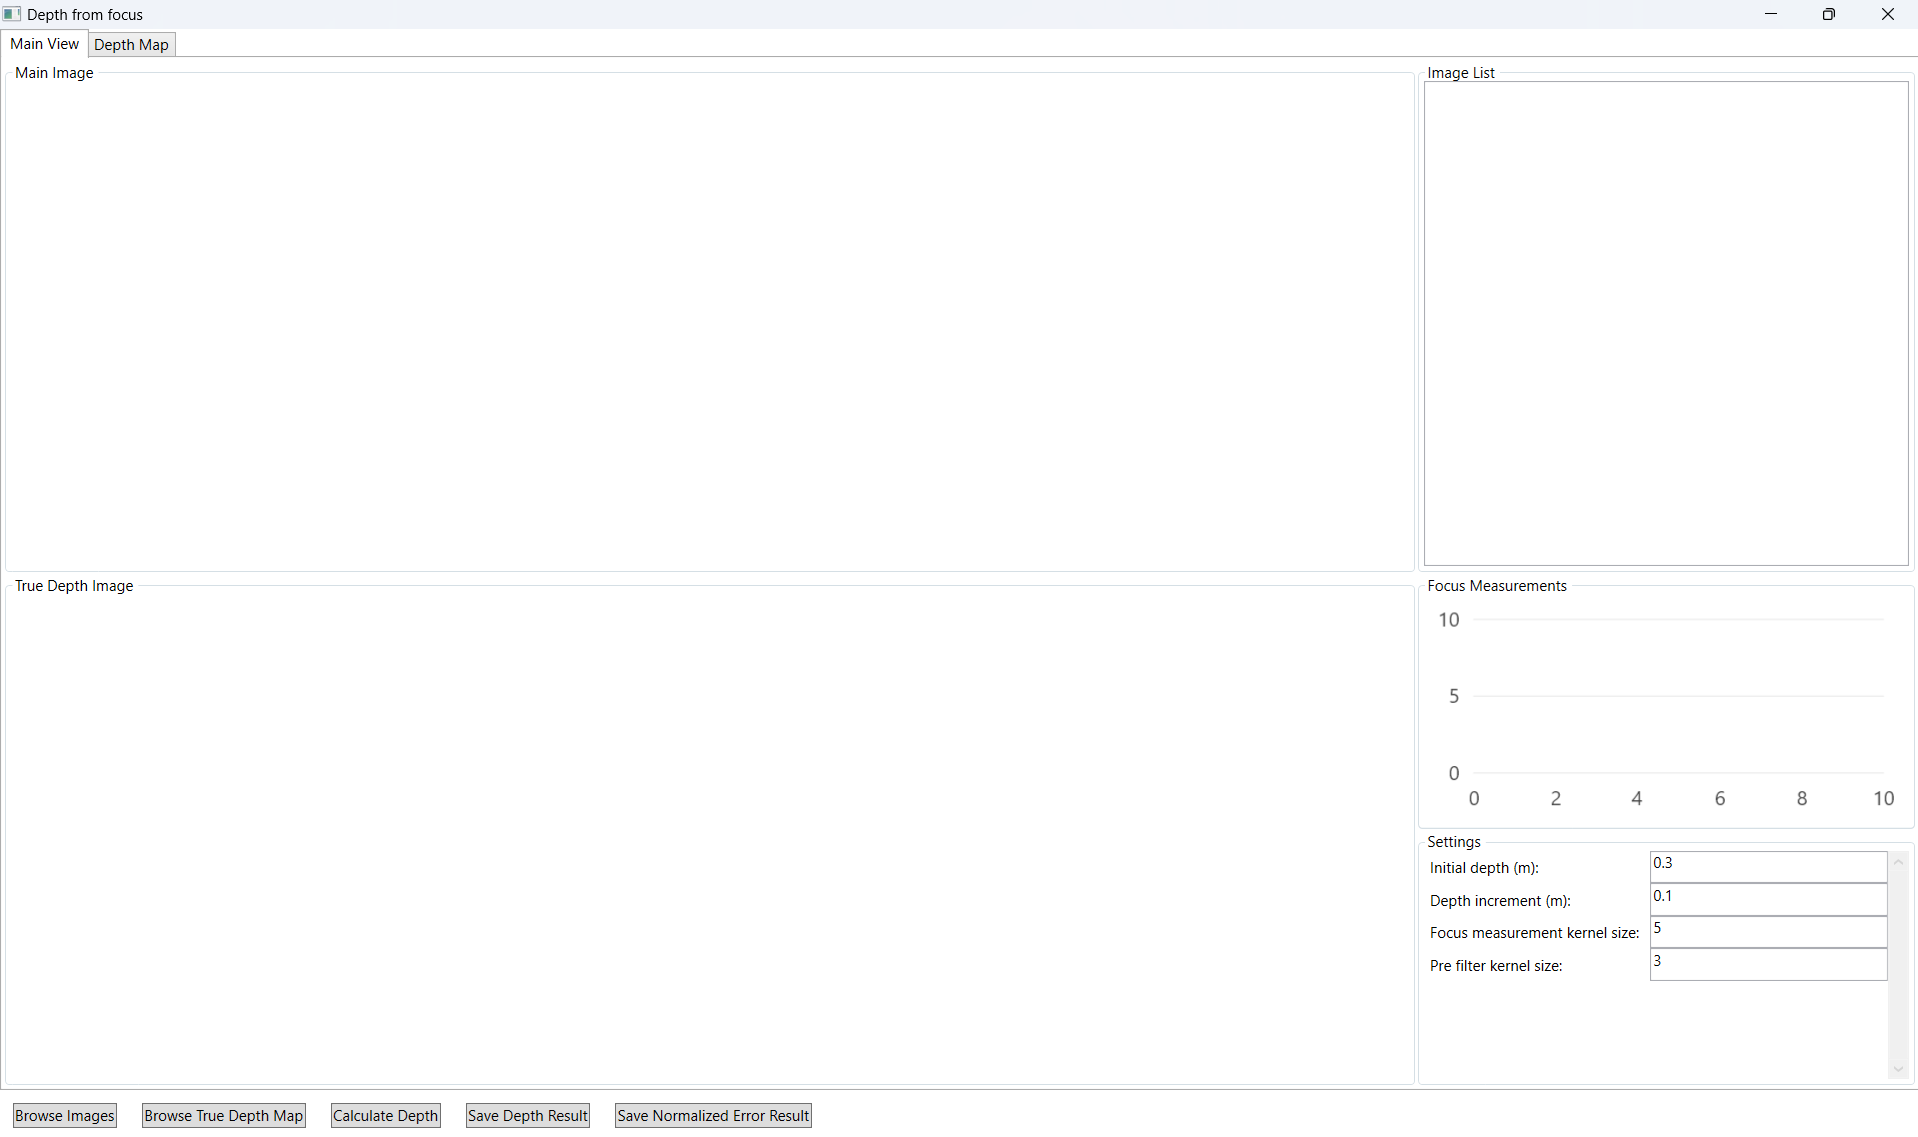 Depth from focus
Main View
Depth Map
Main Image
Image List
True Depth Image
Focus Measurements
10
5
0
0 2 4 6 8 10
Settings
Initial depth (m): 0.3
Depth increment (m): 0.1
Focus measurement kernel size: 5
Pre filter kernel size: 3
Browse Images
Browse True Depth Map
Calculate Depth
Save Depth Result
Save Normalized Error Result